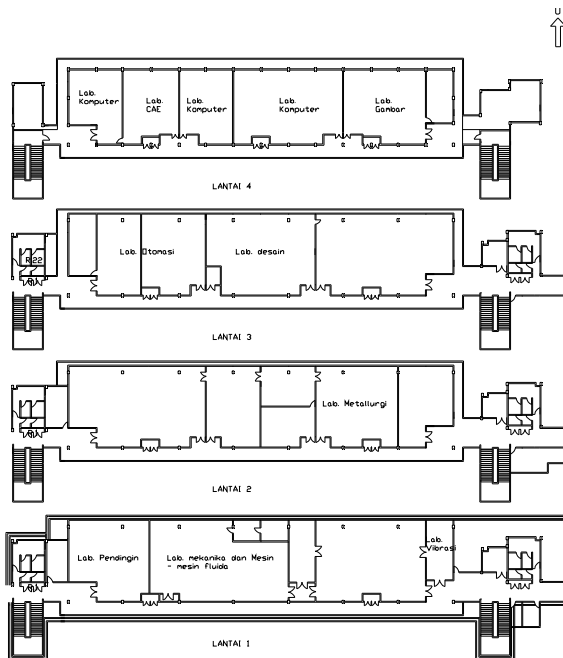 U
Lab.
Komputer
Lab.
CAE
Lab.
Komputer
Lab.
Komputer
Lab.
Gambar
LANTAI 4
R 22
Lab. Otomasi
Lab. desain
LANTAI 3
Lab. Metallurgi
LANTAI 2
Lab. Pendingin
Lab. mekanika dan Mesin
- mesin fluida
Lab.
Vibrasi
LANTAI 1